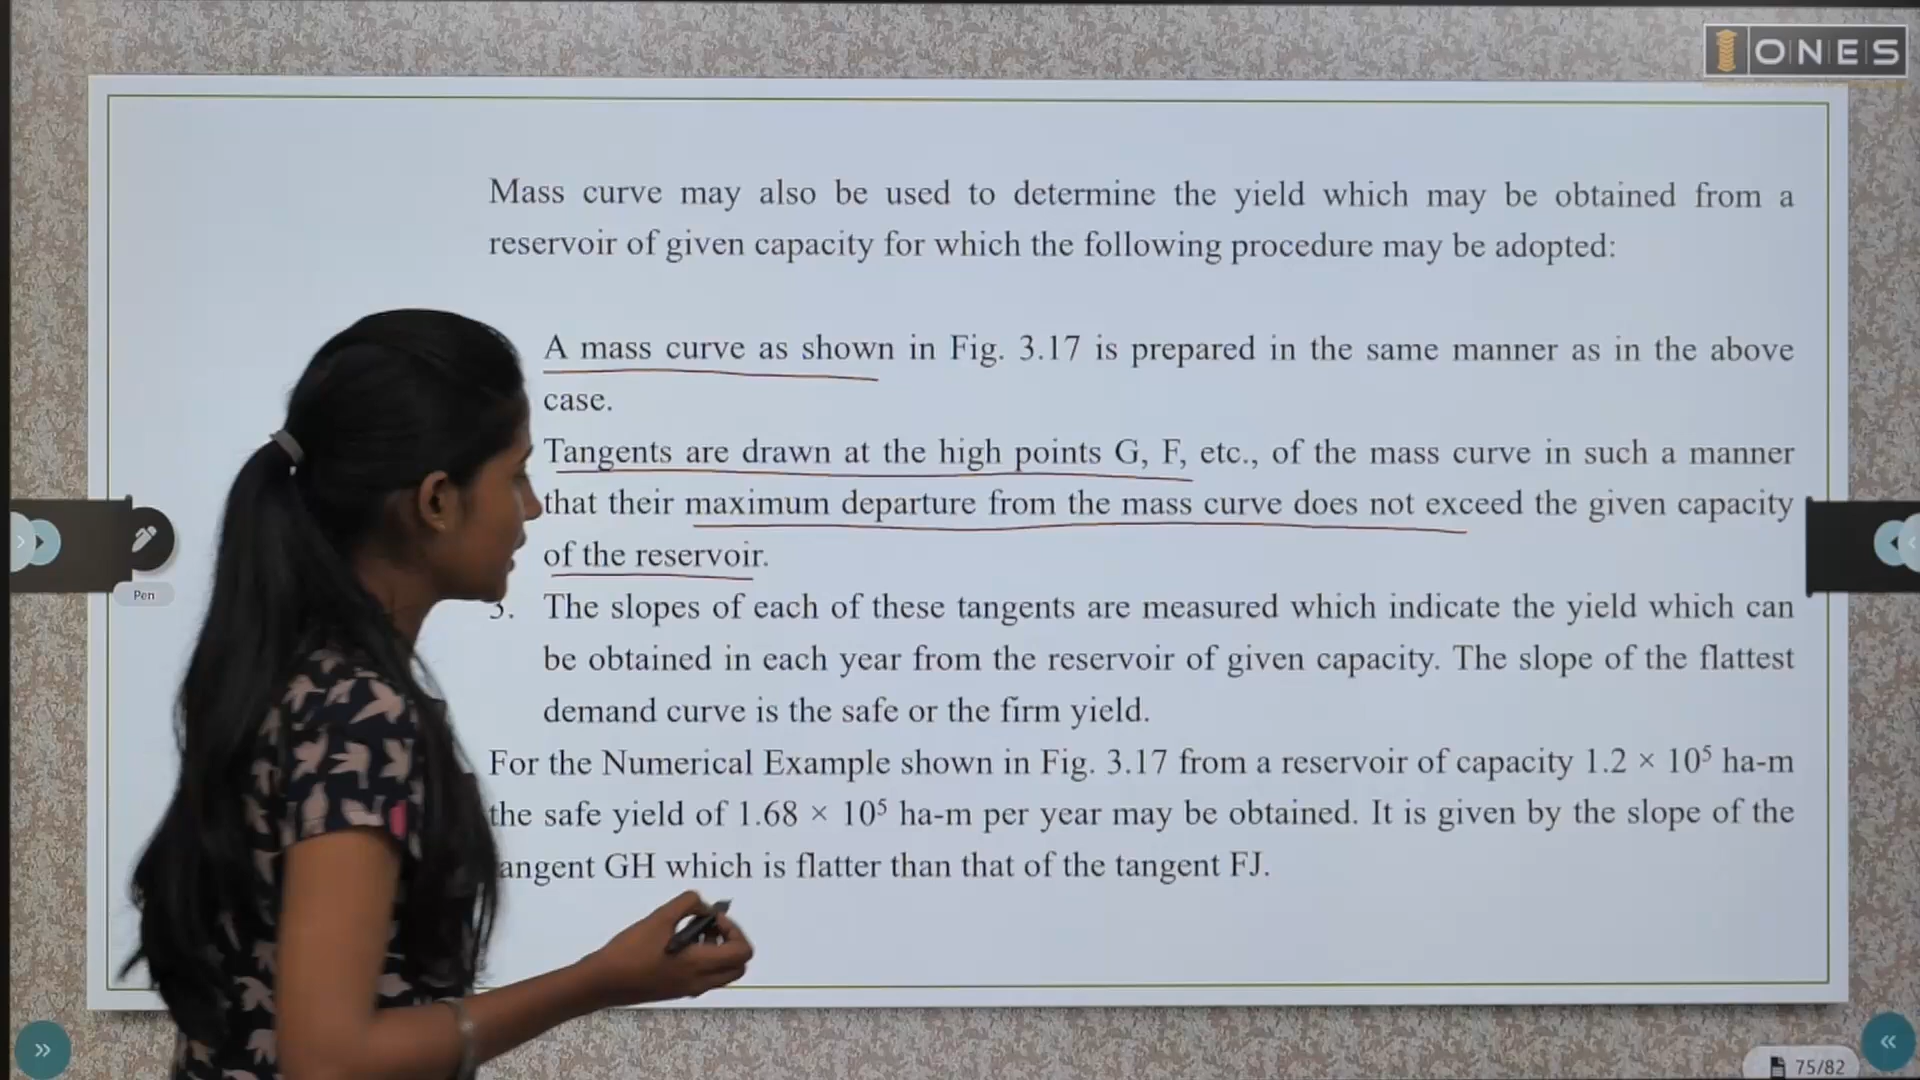 ONES
Mass curve may also be used to determine the yield which may be obtained from a
reservoir of given capacity for which the following procedure may be adopted:
A mass curve as shown in Fig. 3.17 is prepared in the same manner as in the above
case.
Tangents are drawn at the high points G, F, etc., of the mass curve in such a manner
that their maximum departure from the mass curve does not exceed the given capacity
of the reservoir.
3. The slopes of each of these tangents are measured which indicate the yield which can
be obtained in each year from the reservoir of given capacity. The slope of the flattest
demand curve is the safe or the firm yield.
For the Numerical Example shown in Fig. 3.17 from a reservoir of capacity 1.2 × 10⁵ ha-m
the safe yield of 1.68 × 10⁵ ha-m per year may be obtained. It is given by the slope of the
tangent GH which is flatter than that of the tangent FJ.
Pen
75/82